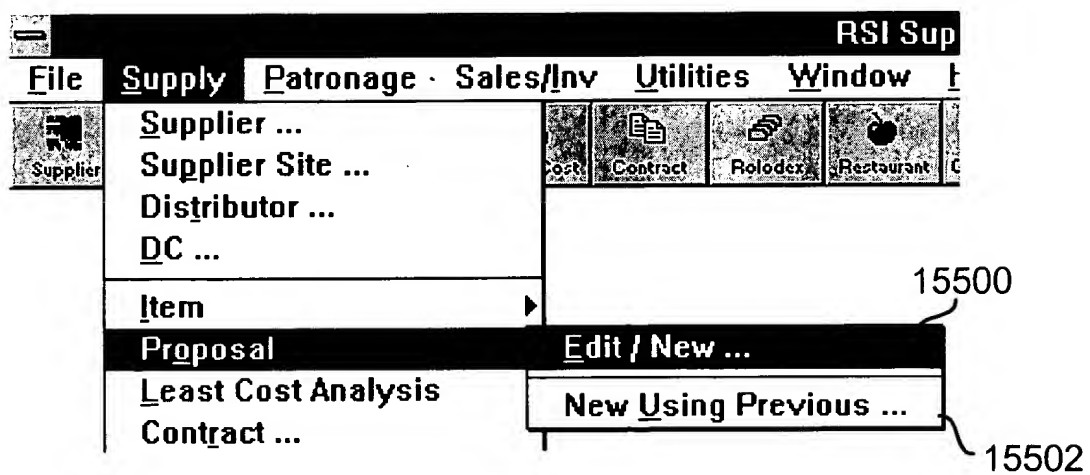 RSI Sup
File Supply Patronage Sales/Inv Utilities Window
Supplier Cost Contract Rolodex Restaurant
Supplier ...
Supplier Site ...
Distributor ...
DC ...
Item
Proposal
Least Cost Analysis
Contract ...
Edit / New ...
New Using Previous ...
15500
15502